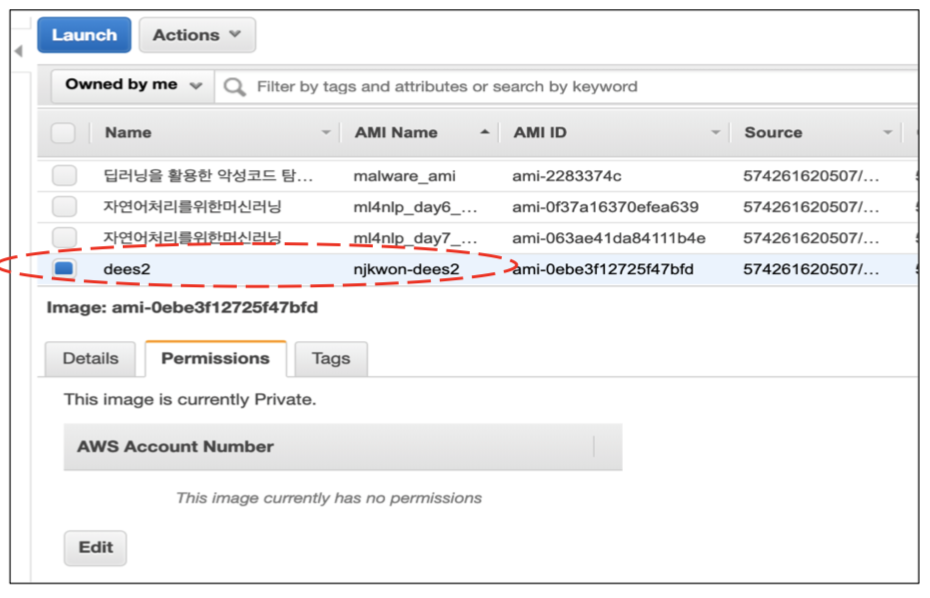 Launch Actions
Owned by me Filter by tags and attributes or search by keyword
Name AMI Name AMI ID Source
딥러닝을 활용한 악성코드 탐... malware_ami ami-2283374c 574261620507/...
자연어처리를위한머신러닝 ml4nlp_day6_... ami-0f37a16370efea639 574261620507/...
자연어처리를위한머신러닝 ml4nlp_day7_... ami-063ae41da84111b4e 574261620507/...
dees2 njkwon-dees2 ami-0ebe3f12725f47bfd 574261620507/...
Image: ami-0ebe3f12725f47bfd
Details Permissions Tags
This image is currently Private.
AWS Account Number
This image currently has no permissions
Edit